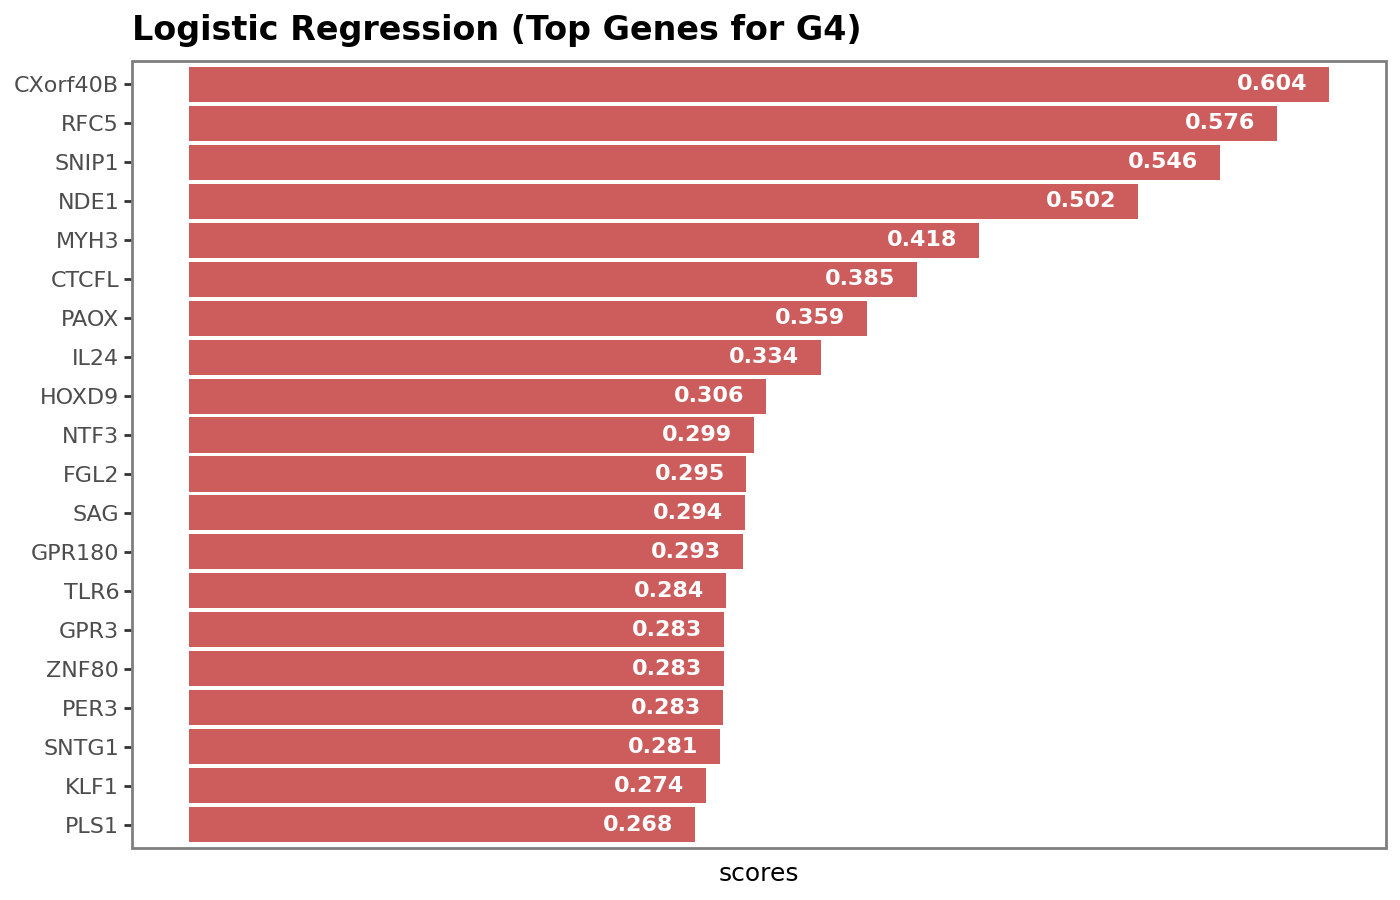 Logistic Regression (Top Genes for G4)
CXorf40B 0.604
RFC5 0.576
SNIP1 0.546
NDE1 0.502
MYH3 0.418
CTCFL 0.385
PAOX 0.359
IL24 0.334
HOXD9 0.306
NTF3 0.299
FGL2 0.295
SAG 0.294
GPR180 0.293
TLR6 0.284
GPR3 0.283
ZNF80 0.283
PER3 0.283
SNTG1 0.281
KLF1 0.274
PLS1 0.268
scores